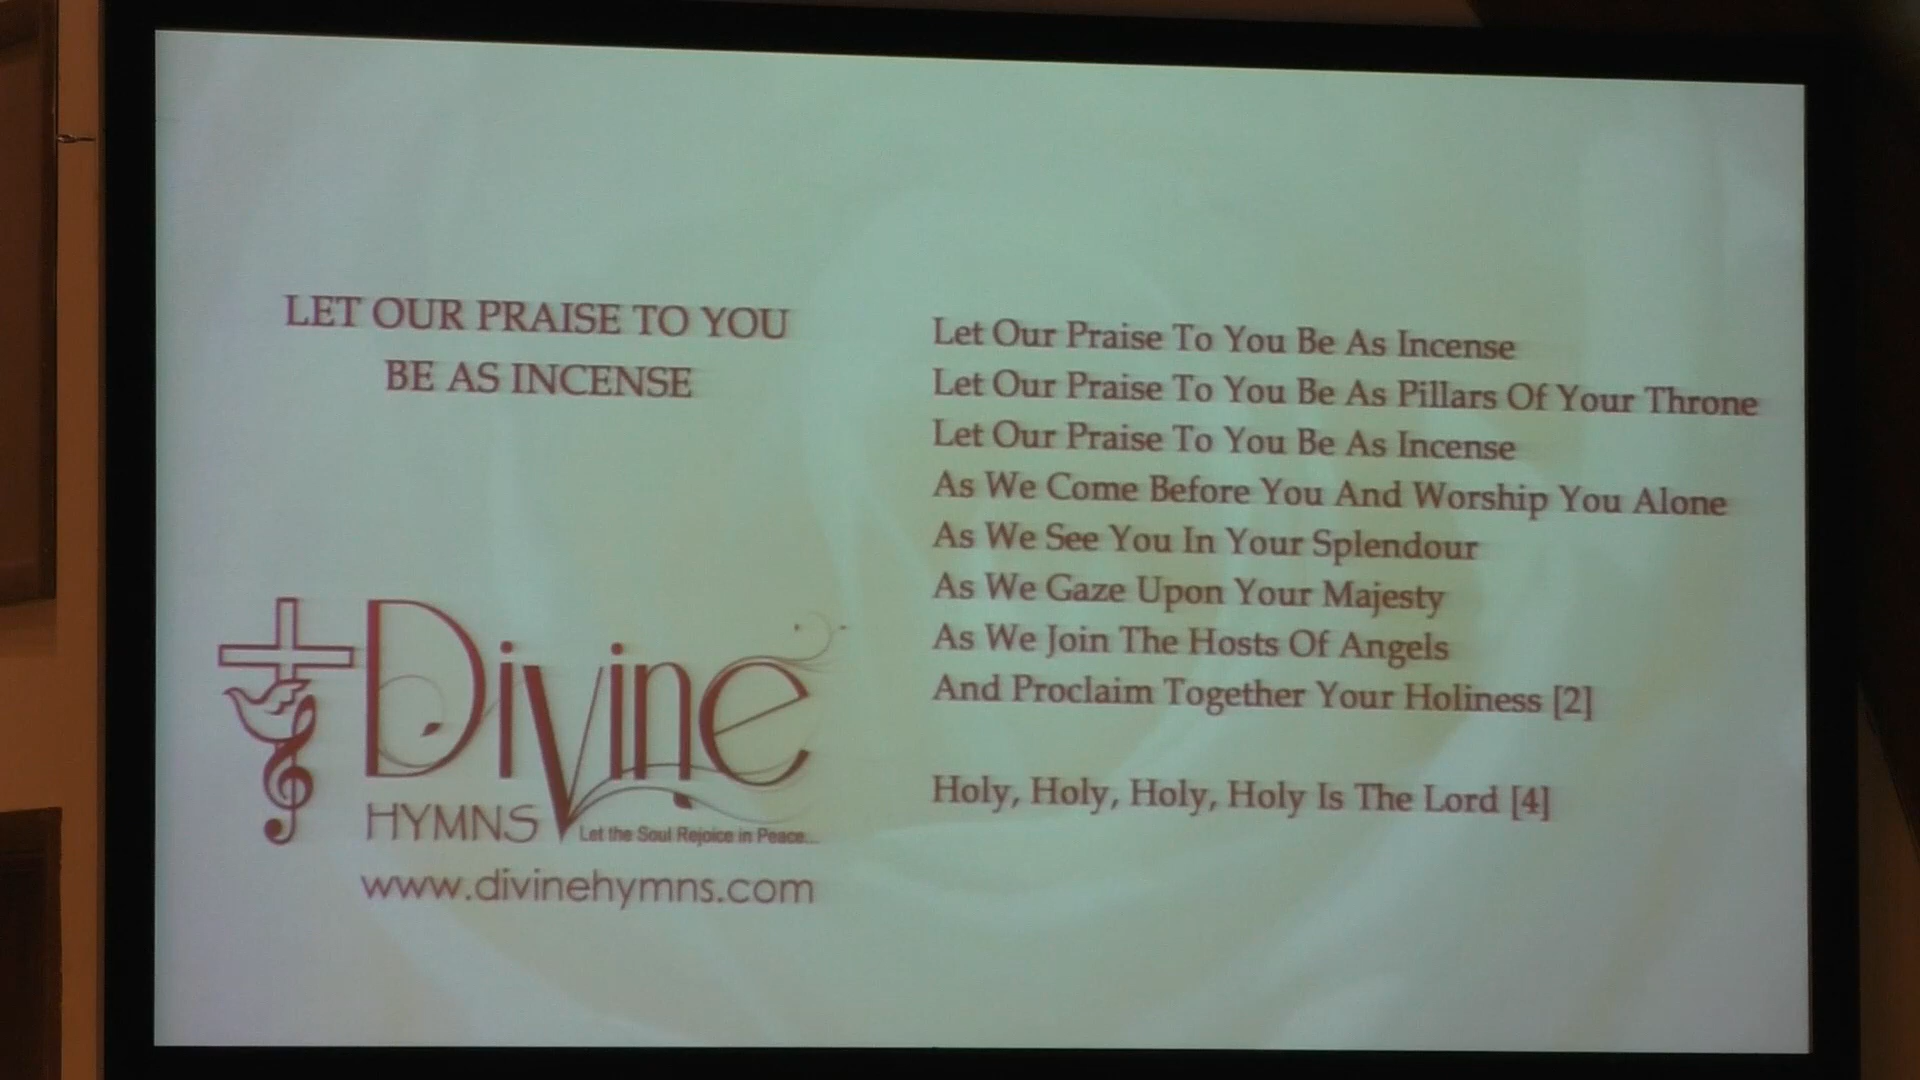 LET OUR PRAISE TO YOU
BE AS INCENSE
Divine
HYMNS
Let the Soul Rejoice in Peace...
www.divinehymns.com
Let Our Praise To You Be As Incense
Let Our Praise To You Be As Pillars Of Your Throne
Let Our Praise To You Be As Incense
As We Come Before You And Worship You Alone
As We See You In Your Splendour
As We Gaze Upon Your Majesty
As We Join The Hosts Of Angels
And Proclaim Together Your Holiness [2]
Holy, Holy, Holy, Holy Is The Lord [4]